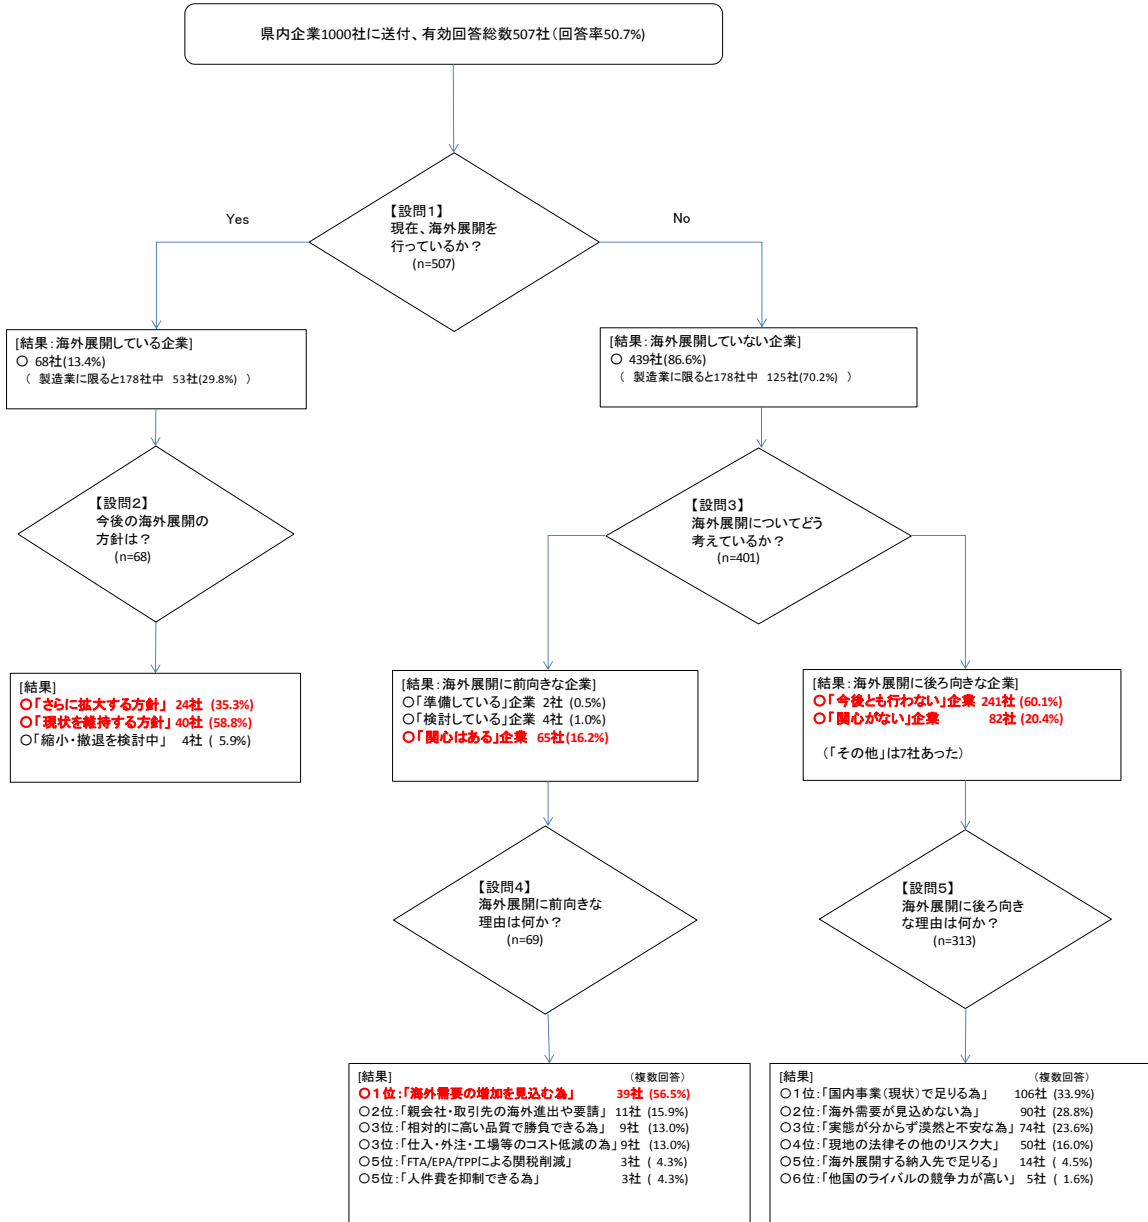 県内企業1000社に送付、有効回答総数507社(回答率50.7%)
【設問1】
現在、海外展開を
行っているか？
(n=507)
Yes
No
[結果：海外展開している企業]
○ 68社(13.4%)
（ 製造業に限ると178社中 53社(29.8%) ）
[結果：海外展開していない企業]
○ 439社(86.6%)
（ 製造業に限ると178社中 125社(70.2%) ）
【設問2】
今後の海外展開の
方針は？
(n=68)
【設問3】
海外展開についてどう
考えているか？
(n=401)
[結果]
○「さらに拡大する方針」 24社 (35.3%)
○「現状を維持する方針」 40社 (58.8%)
○「縮小・撤退を検討中」 4社 ( 5.9%)
[結果：海外展開に前向きな企業]
○「準備している」企業 2社 (0.5%)
○「検討している」企業 4社 (1.0%)
○「関心はある」企業 65社(16.2%)
[結果：海外展開に後ろ向きな企業]
○「今後とも行わない」企業 241社 (60.1%)
○「関心がない」企業 82社 (20.4%)
（「その他」は7社あった）
【設問4】
海外展開に前向きな
理由は何か？
(n=69)
【設問5】
海外展開に後ろ向き
な理由は何か？
(n=313)
[結果] （複数回答）
○1位：「海外需要の増加を見込む為」 39社 (56.5%)
○2位：「親会社・取引先の海外進出や要請」 11社 (15.9%)
○3位：「相対的に高い品質で勝負できる為」 9社 (13.0%)
○3位：「仕入・外注・工場等のコスト低減の為」 9社 (13.0%)
○5位：「FTA/EPA/TPPによる関税削減」 3社 ( 4.3%)
○5位：「人件費を抑制できる為」 3社 ( 4.3%)
[結果] （複数回答）
○1位：「国内事業（現状）で足りる為」 106社 (33.9%)
○2位：「海外需要が見込めない為」 90社 (28.8%)
○3位：「実態が分からず漠然と不安な為」 74社 (23.6%)
○4位：「現地の法律その他のリスク大」 50社 (16.0%)
○5位：「海外展開する納入先で足りる」 14社 ( 4.5%)
○6位：「他国のライバルの競争力が高い」 5社 ( 1.6%)